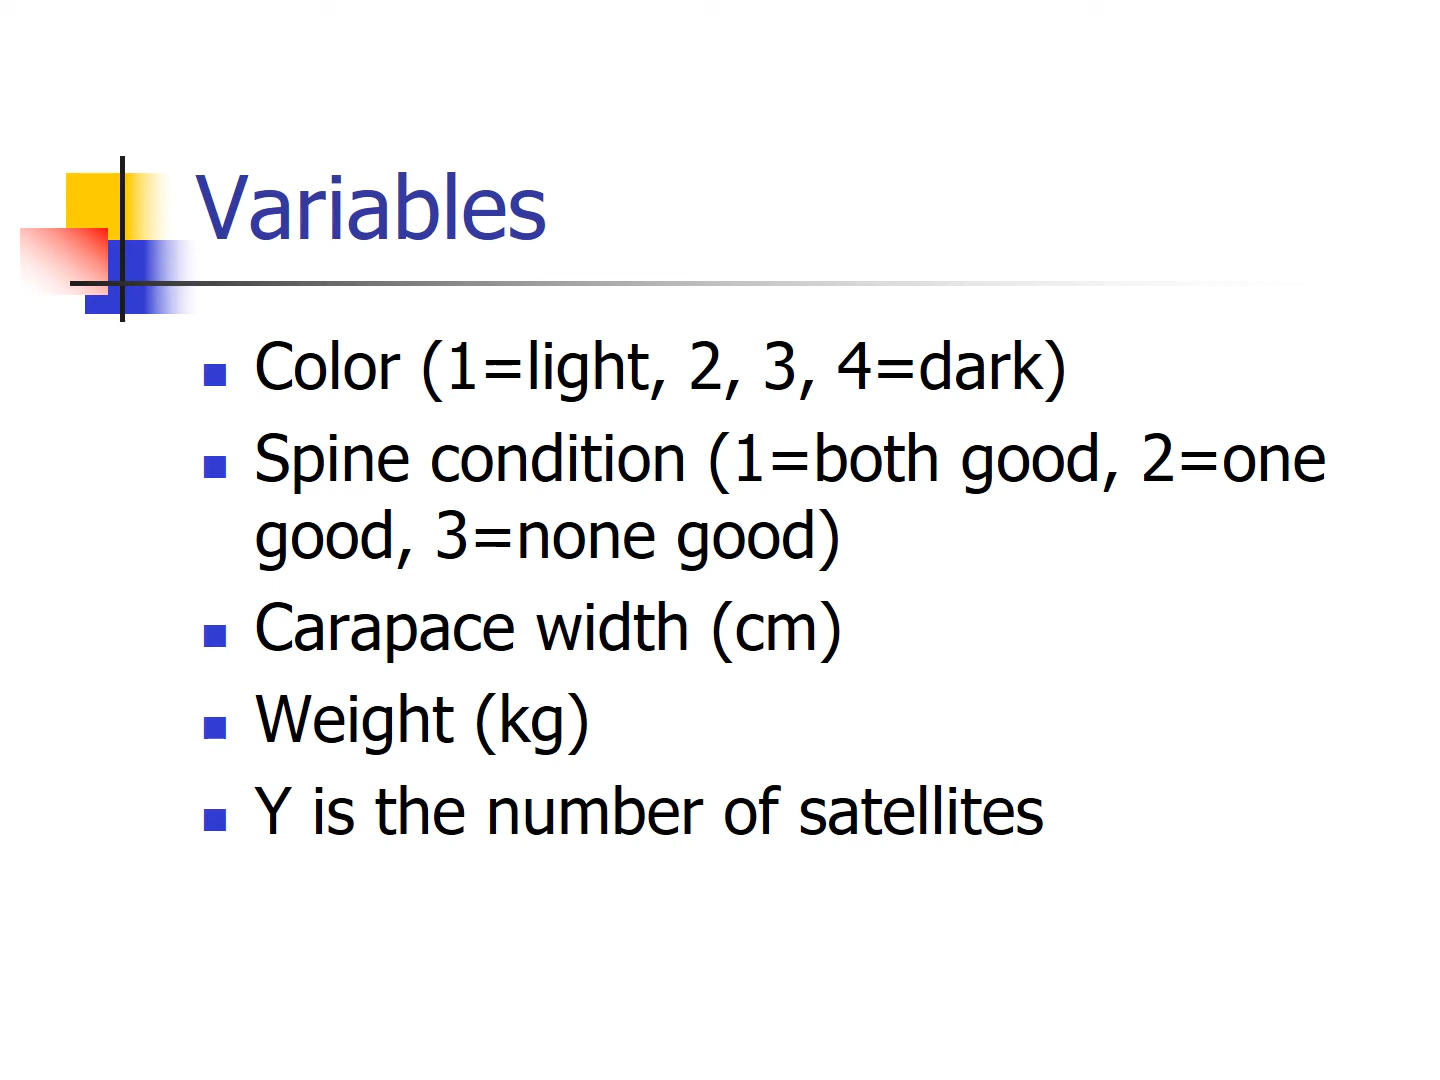 Variables
Color (1=light, 2, 3, 4=dark)
Spine condition (1=both good, 2=one
good, 3=none good)
Carapace width (cm)
Weight (kg)
Y is the number of satellites